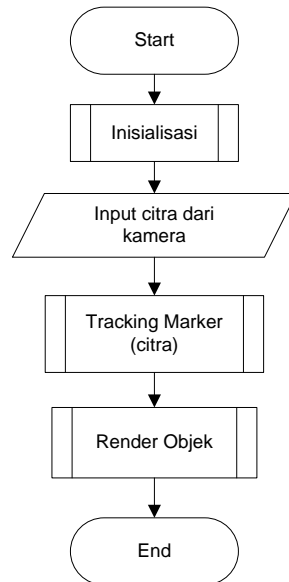 Start
Inisialisasi
Input citra dari
kamera
Tracking Marker
(citra)
Render Objek
End